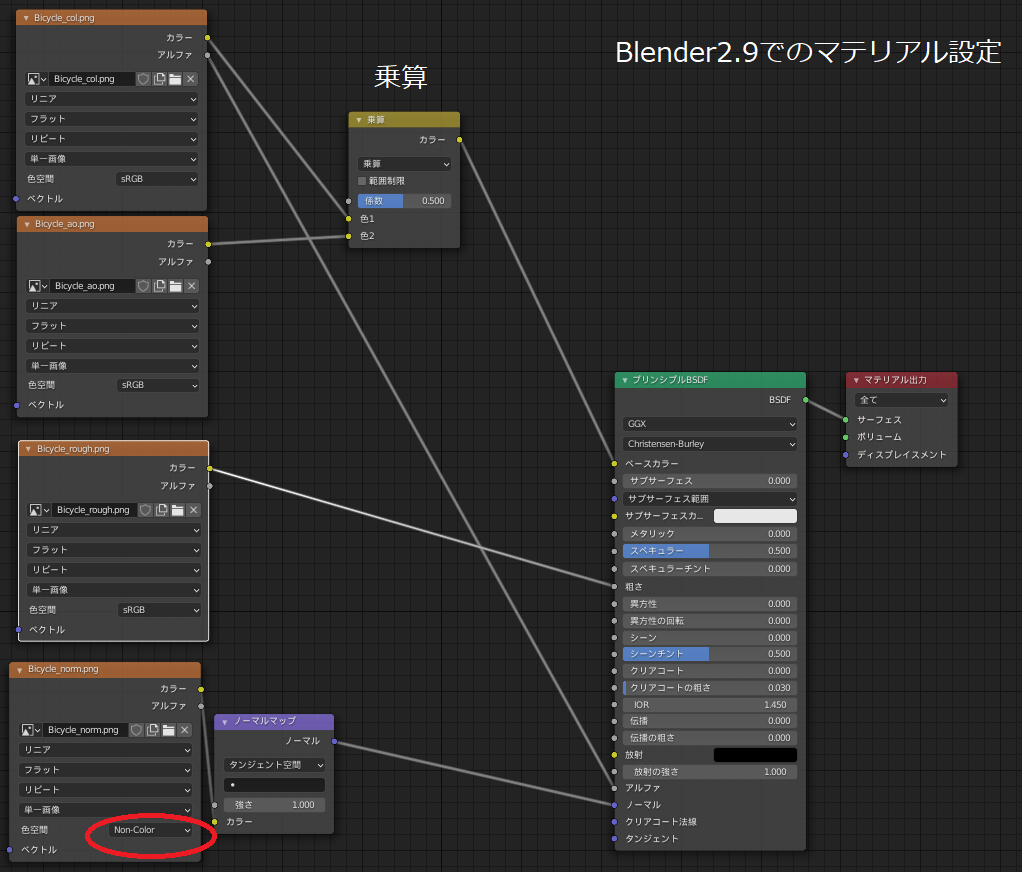 Blender2.9でのマテリアル設定
乗算
Bicycle_col.png
カラー
アルファ
Bicycle_col.png
リニア
フラット
リピート
単一画像
色空間 sRGB
ベクトル
Bicycle_ao.png
カラー
アルファ
Bicycle_ao.png
リニア
フラット
リピート
単一画像
色空間 sRGB
ベクトル
Bicycle_rough.png
カラー
アルファ
Bicycle_rough.png
リニア
フラット
リピート
単一画像
色空間 sRGB
ベクトル
Bicycle_norm.png
カラー
アルファ
Bicycle_norm.png
リニア
フラット
リピート
単一画像
色空間 Non-Color
ベクトル
ノーマルマップ
ノーマル
タンジェント空間
強さ 1.000
カラー
乗算
カラー
乗算
範囲制限
係数 0.500
色1
色2
プリンシプルBSDF
BSDF
GGX
Christensen-Burley
ベースカラー
サブサーフェス 0.000
サブサーフェス範囲
サブサーフェスカ...
メタリック 0.000
スペキュラー 0.500
スペキュラーチント 0.000
粗さ
異方性 0.000
異方性の回転 0.000
シーン 0.000
シーンチント 0.500
クリアコート 0.000
クリアコートの粗さ 0.030
IOR 1.450
伝播 0.000
伝播の粗さ 0.000
放射
放射の強さ 1.000
アルファ
ノーマル
クリアコート法線
タンジェント
マテリアル出力
全て
サーフェス
ボリューム
ディスプレイスメント